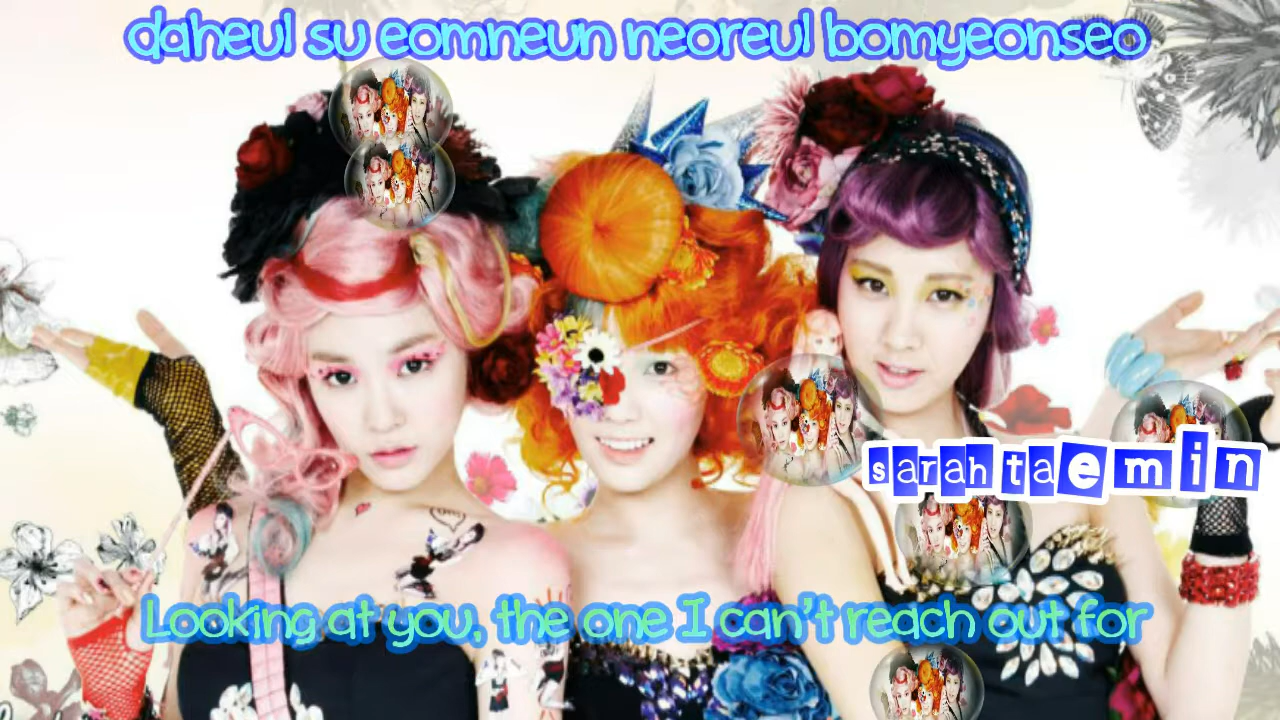 daheul su eomneun neoreul bomyeonseo
sarah taemin
Looking at you, the one I can't reach out for